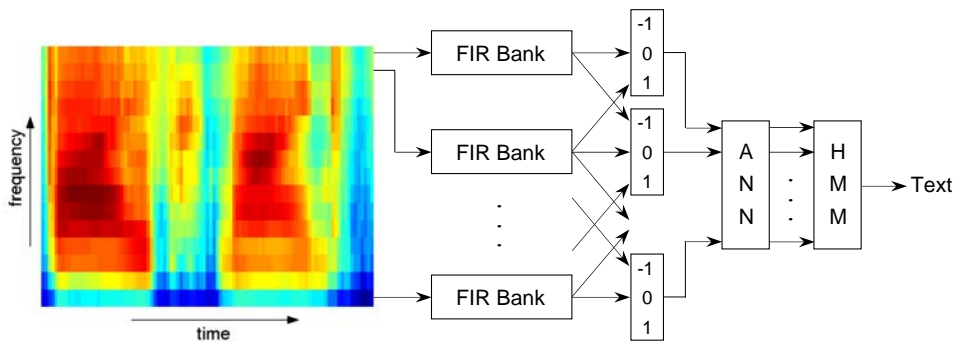 FIR Bank
FIR Bank
. . .
FIR Bank
-1
0
1
-1
0
1
-1
0
1
A
N
N
. . . .
. . . .
H
M
M
Text
frequency
time